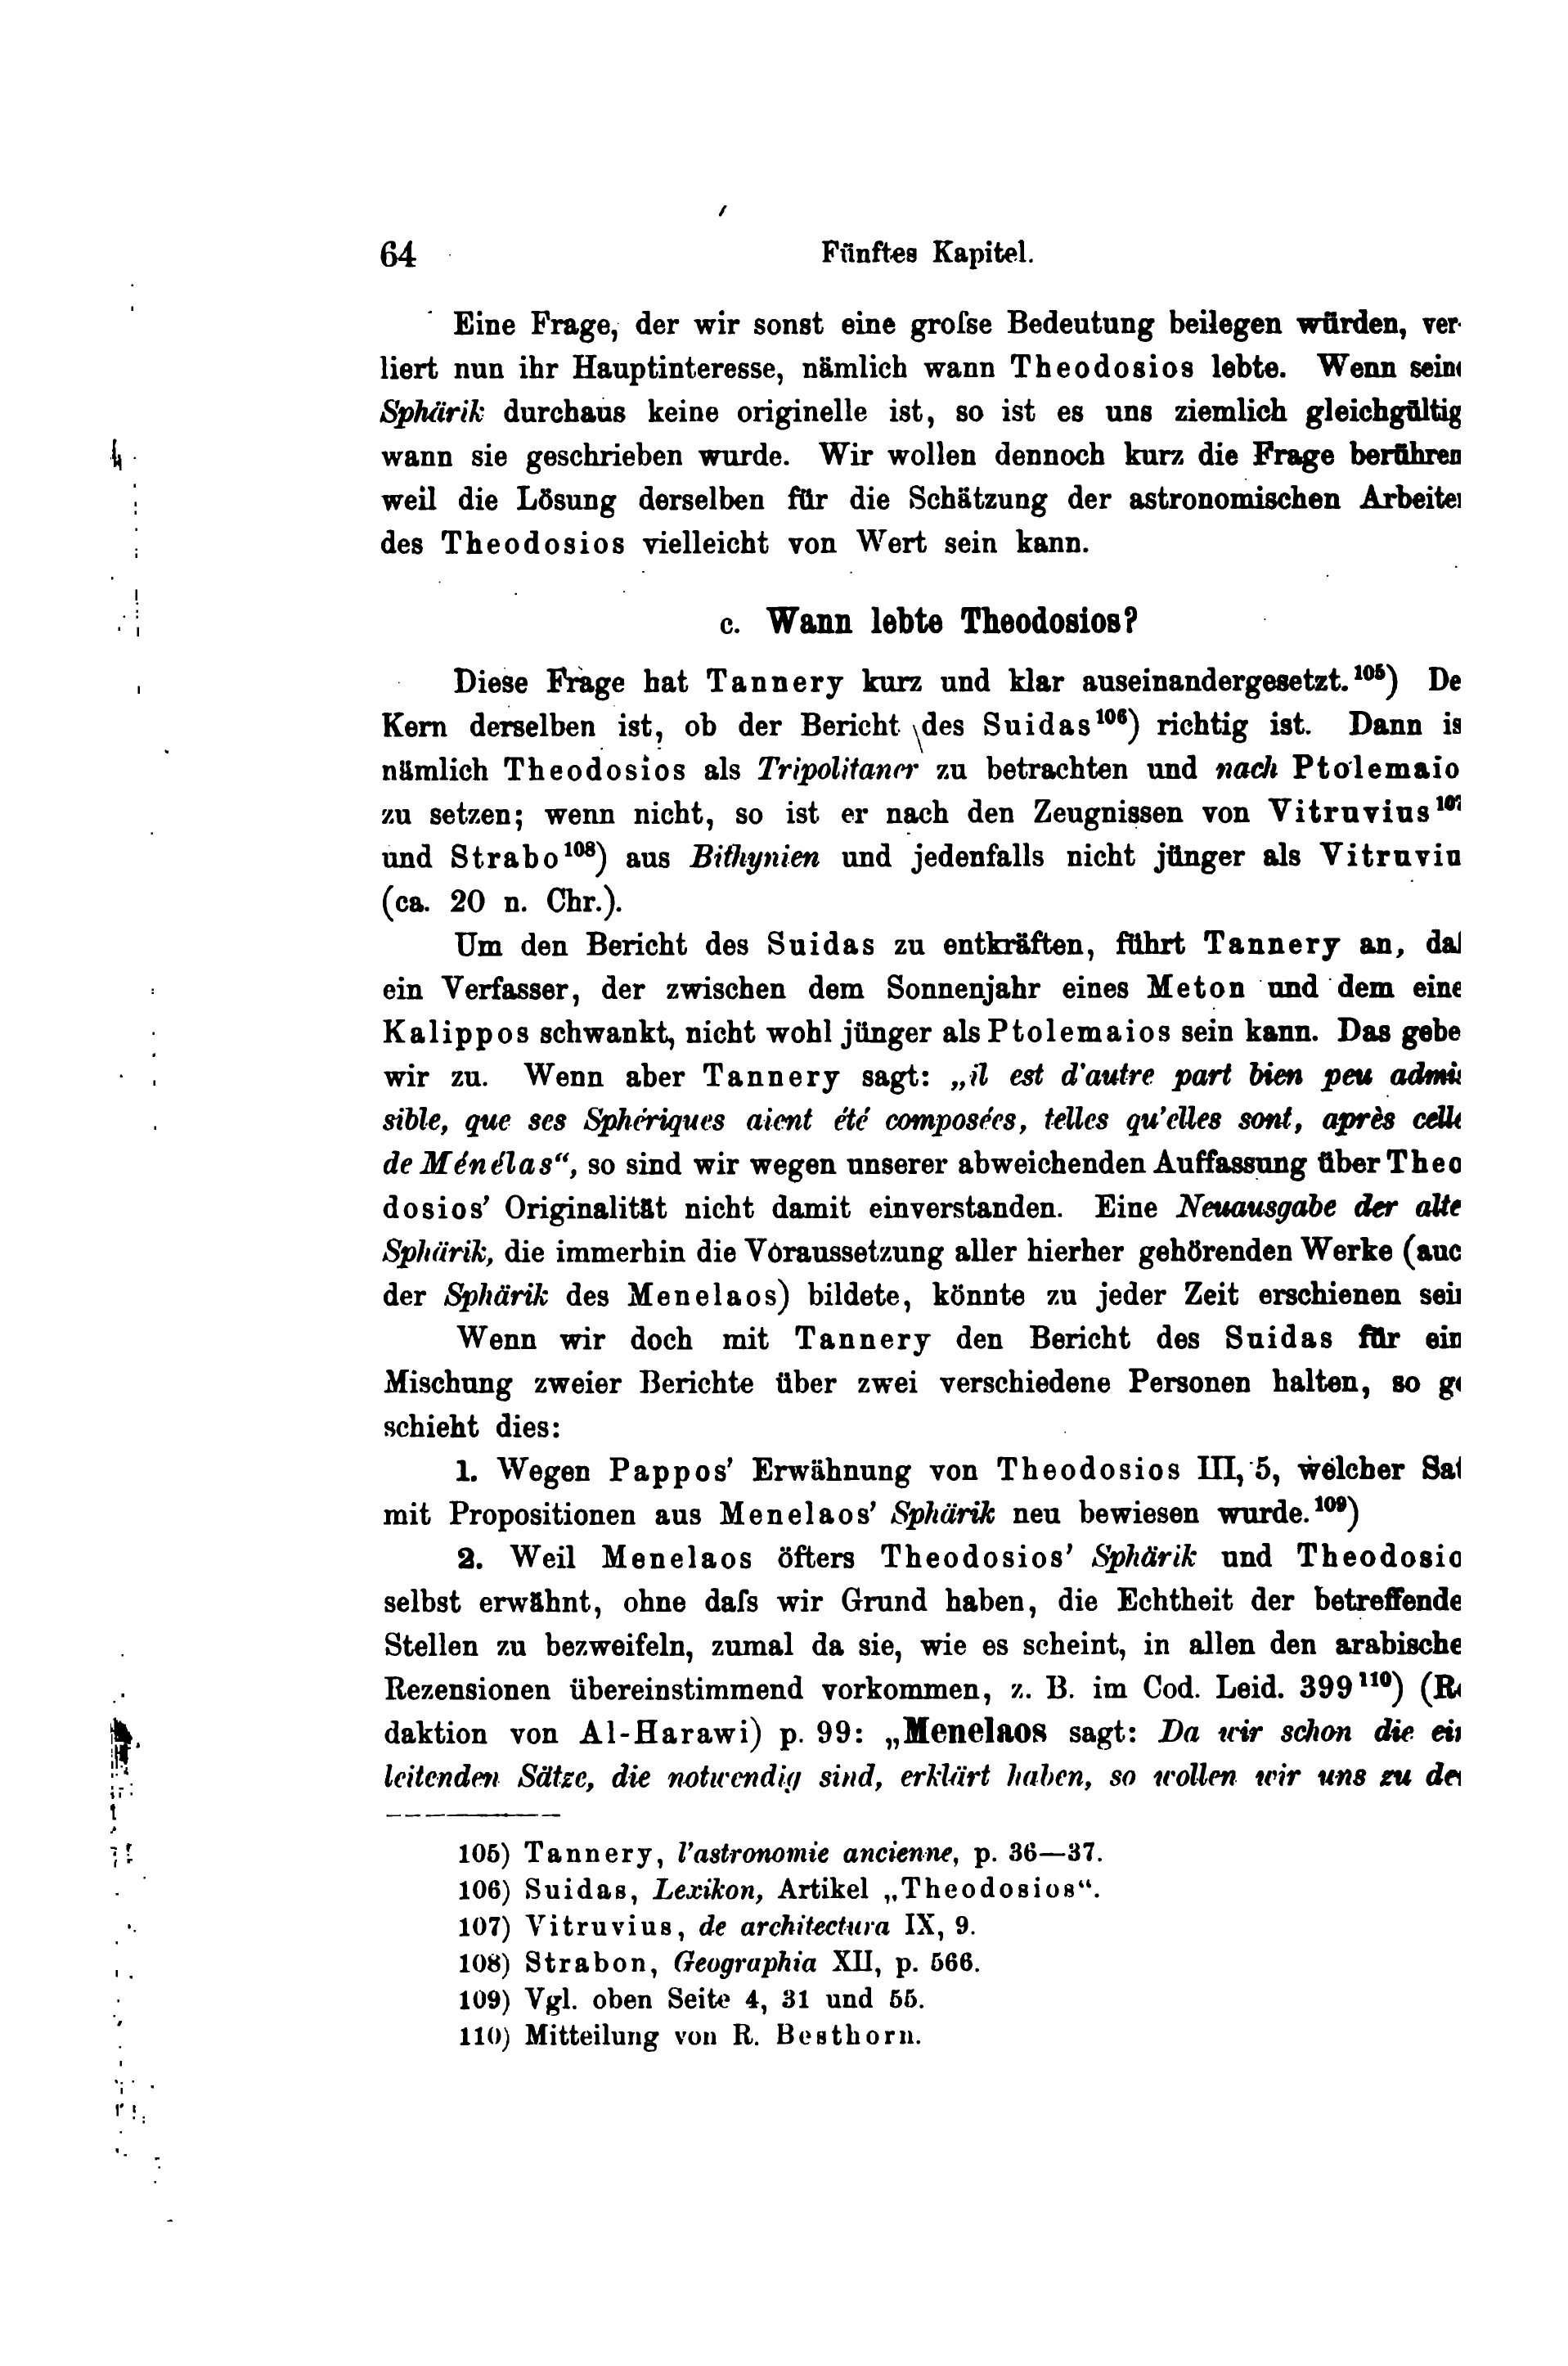 64 Fünftes Kapitel.
Eine Frage, der wir sonst eine groſse Bedeutung beilegen würden, ver-
liert nun ihr Hauptinteresse, nämlich wann Theodosios lebte. Wenn seine
Sphärik durchaus keine originelle ist, so ist es uns ziemlich gleichgültig
wann sie geschrieben wurde. Wir wollen dennoch kurz die Frage berühren
weil die Lösung derselben für die Schätzung der astronomischen Arbeiten
des Theodosios vielleicht von Wert sein kann.
c. Wann lebte Theodosios?
Diese Frage hat Tannery kurz und klar auseinandergesetzt.105) De
Kern derselben ist, ob der Bericht des Suidas106) richtig ist. Dann is
nämlich Theodosios als Tripolitaner zu betrachten und nach Ptolemaio
zu setzen; wenn nicht, so ist er nach den Zeugnissen von Vitruvius107
und Strabo108) aus Bithynien und jedenfalls nicht jünger als Vitruviu
(ca. 20 n. Chr.).
Um den Bericht des Suidas zu entkräften, führt Tannery an, daſ
ein Verfasser, der zwischen dem Sonnenjahr eines Meton und dem eine
Kalippos schwankt, nicht wohl jünger als Ptolemaios sein kann. Das gebe
wir zu. Wenn aber Tannery sagt: „il est d'autre part bien peu admis
sible, que ses Sphériques aient été composées, telles qu'elles sont, après celle
de Ménélas“, so sind wir wegen unserer abweichenden Auffassung über Theo
dosios' Originalität nicht damit einverstanden. Eine Neuausgabe der alte
Sphärik, die immerhin die Voraussetzung aller hierher gehörenden Werke (auc
der Sphärik des Menelaos) bildete, könnte zu jeder Zeit erschienen sein
Wenn wir doch mit Tannery den Bericht des Suidas für ein
Mischung zweier Berichte über zwei verschiedene Personen halten, so ge
schieht dies:
1. Wegen Pappos' Erwähnung von Theodosios III, 5, welcher Sat
mit Propositionen aus Menelaos' Sphärik neu bewiesen wurde.109)
2. Weil Menelaos öfters Theodosios' Sphärik und Theodosio
selbst erwähnt, ohne daſs wir Grund haben, die Echtheit der betreffende
Stellen zu bezweifeln, zumal da sie, wie es scheint, in allen den arabische
Rezensionen übereinstimmend vorkommen, z. B. im Cod. Leid. 399110) (Re
daktion von Al-Harawi) p. 99: „Menelaos sagt: Da wir schon die ein
leitenden Sätze, die notwendig sind, erklärt haben, so wollen wir uns zu den
105) Tannery, l'astronomie ancienne, p. 36—37.
106) Suidas, Lexikon, Artikel „Theodosios“.
107) Vitruvius, de architectura IX, 9.
108) Strabon, Geographia XII, p. 566.
109) Vgl. oben Seite 4, 31 und 55.
110) Mitteilung von R. Besthorn.